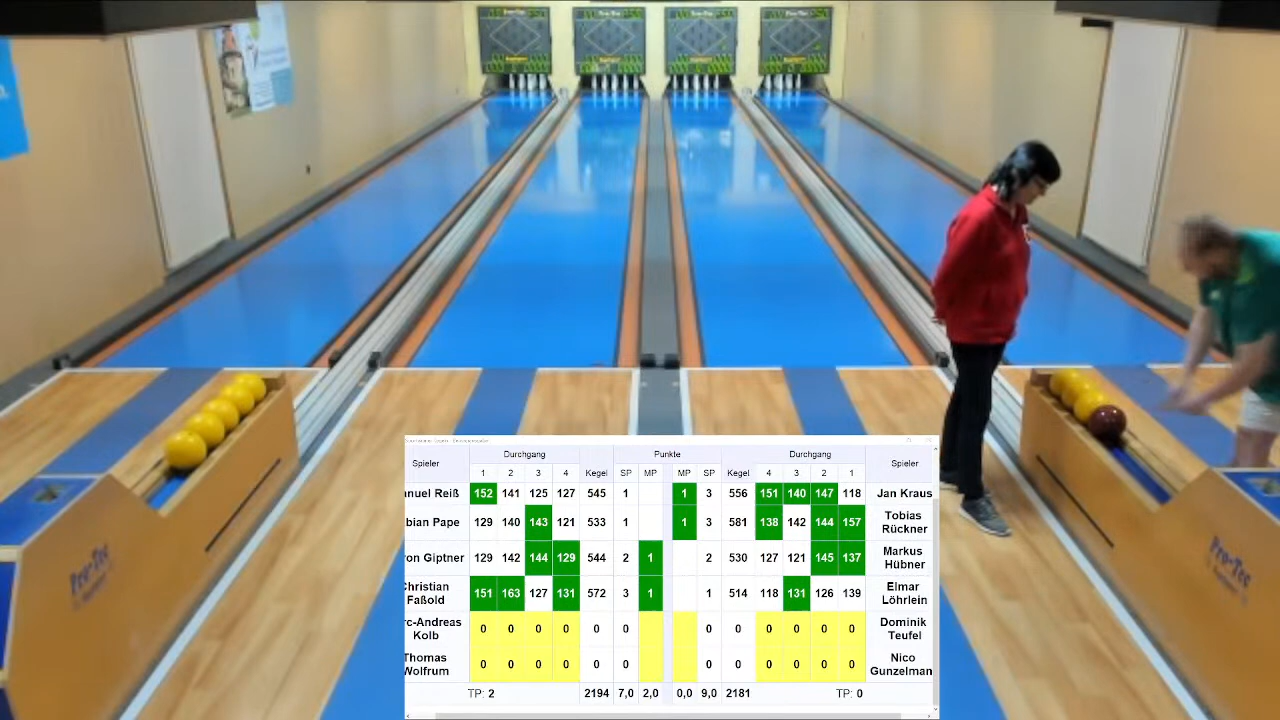 Durchgang Punkte Durchgang
Spieler 1 2 3 4 Kegel SP MP MP SP Kegel 4 3 2 1 Spieler
nuel Reiß 152 141 125 127 545 1 1 3 556 151 140 147 118 Jan Kraus
bian Pape 129 140 143 121 533 1 1 3 581 138 142 144 157 Tobias
Rückner
on Giptner 129 142 144 129 544 2 1 2 530 127 121 145 137 Markus
Hübner
Christian
Faßold 151 163 127 131 572 3 1 1 514 118 131 126 139 Elmar
Löhrlein
rc-Andreas
Kolb 0 0 0 0 0 0 0 0 0 0 0 0 Dominik
Teufel
Thomas
Wolfrum 0 0 0 0 0 0 0 0 0 0 0 0 Nico
Gunzelman
TP: 2 2194 7,0 2,0 0,0 9,0 2181 TP: 0
Pro-Tec
Pro-Tec